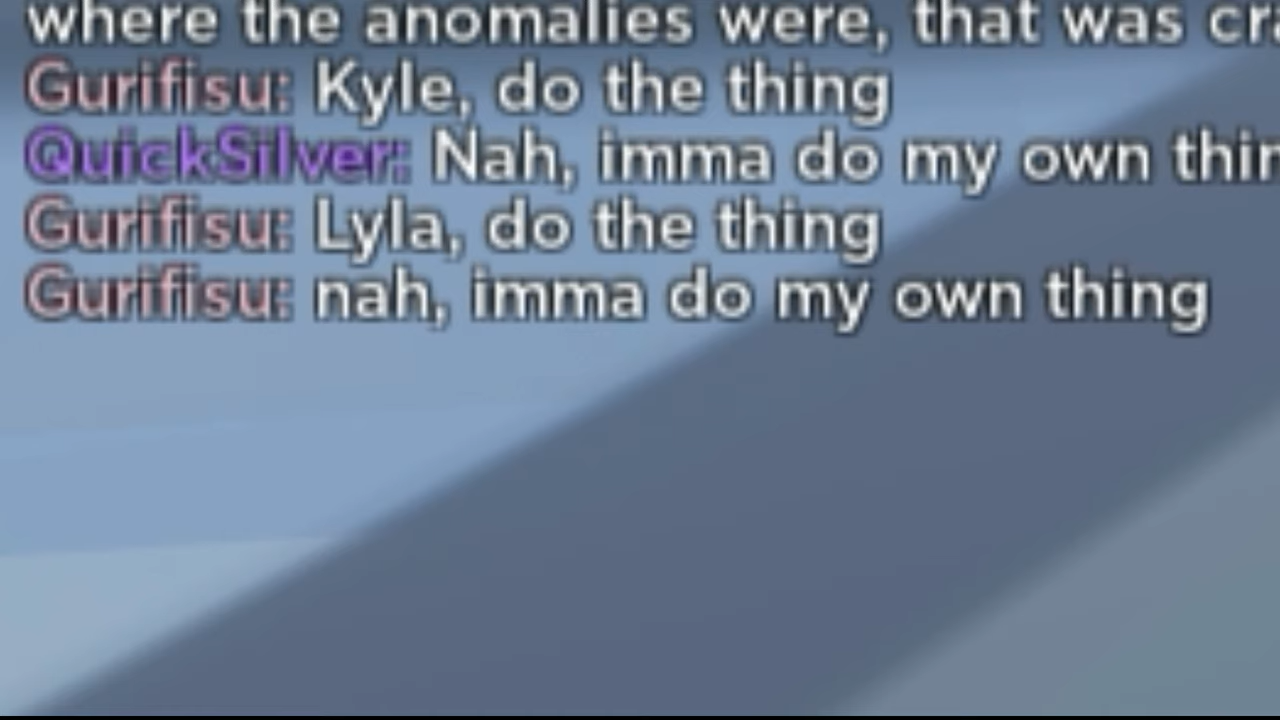 where the anomalies were, that was
Gurifisu: Kyle, do the thing
QuickSilver: Nah, imma do my own
Gurifisu: Lyla, do the thing
Gurifisu: nah, imma do my own thing